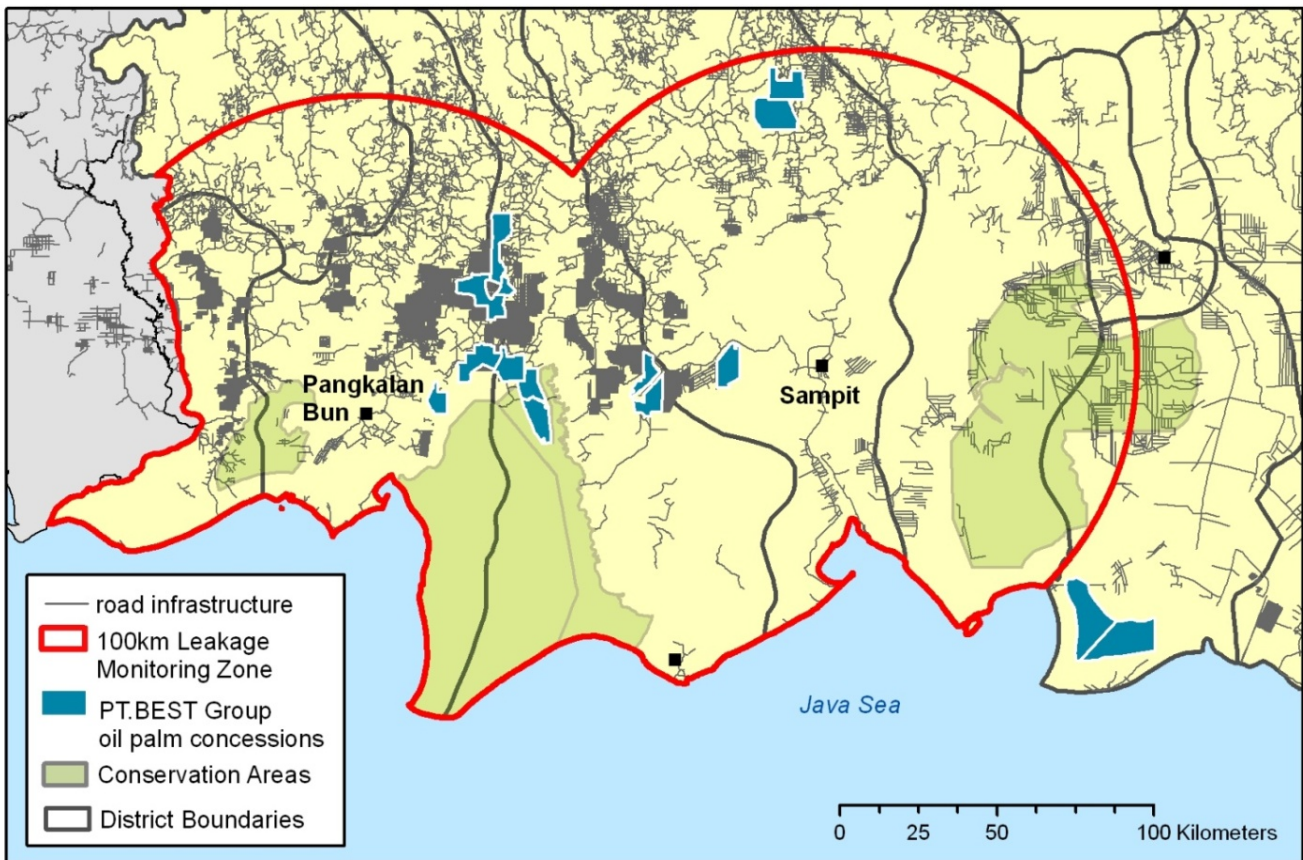 Pangkalan
Bun
Sampit
Java Sea
road infrastructure
100km Leakage
Monitoring Zone
PT.BEST Group
oil palm concessions
Conservation Areas
District Boundaries
0 25 50 100 Kilometers